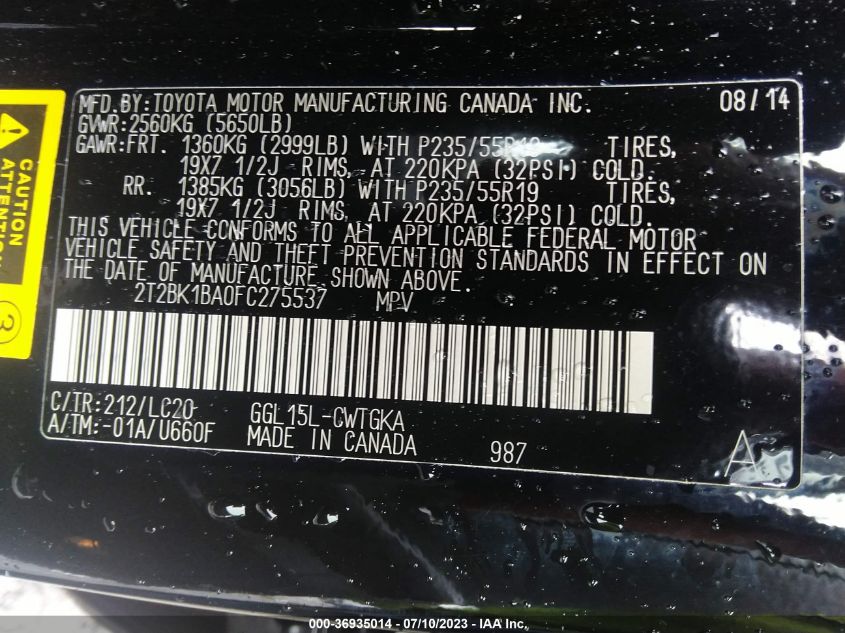 MFD.BY:TOYOTA MOTOR MANUFACTURING CANADA INC. 08/14
GVWR:2560KG (5650LB)
GAWR:FRT. 1360KG (2999LB) WITH P235/55R19 TIRES,
19X7 1/2J RIMS, AT 220KPA (32PSI) COLD.
RR. 1385KG (3056LB) WITH P235/55R19 TIRES,
19X7 1/2J RIMS, AT 220KPA (32PSI) COLD.
THIS VEHICLE CONFORMS TO ALL APPLICABLE FEDERAL MOTOR
VEHICLE SAFETY AND THEFT PREVENTION STANDARDS IN EFFECT ON
THE DATE OF MANUFACTURE SHOWN ABOVE.
2T2BK1BA0FC275537 MPV
C/TR:212/LC20 GGL15L-CWTGKA
A/TM:-01A/U660F MADE IN CANADA 987 A
CAUTION
ATTENTION
000-36935014 - 07/10/2023 - IAA Inc.